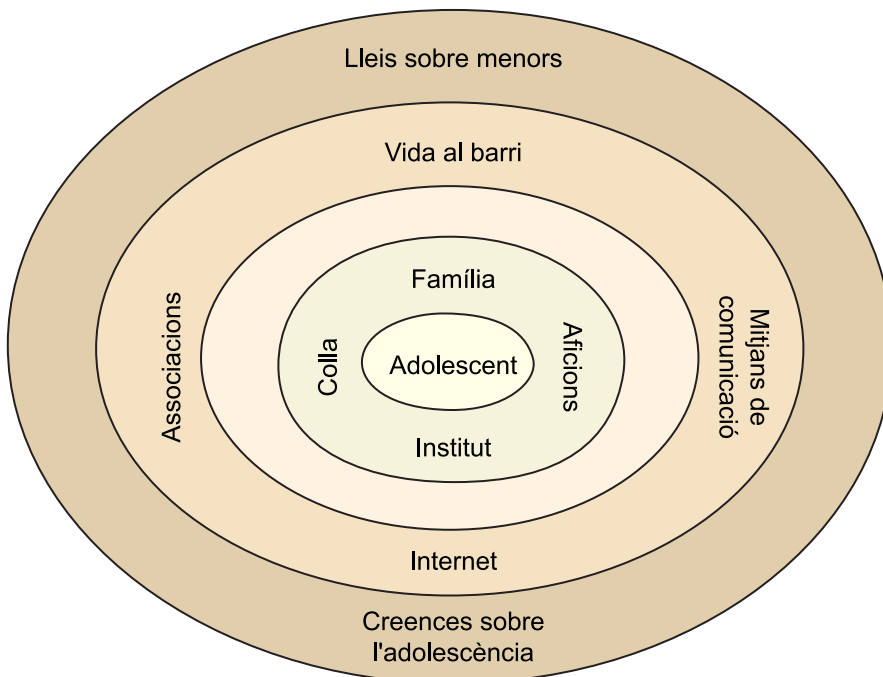 Lleis sobre menors
Vida al barri
Família
Associacions
Colla
Adolescent
Aficions
Mitjans de
comunicació
Institut
Internet
Creences sobre
l'adolescència